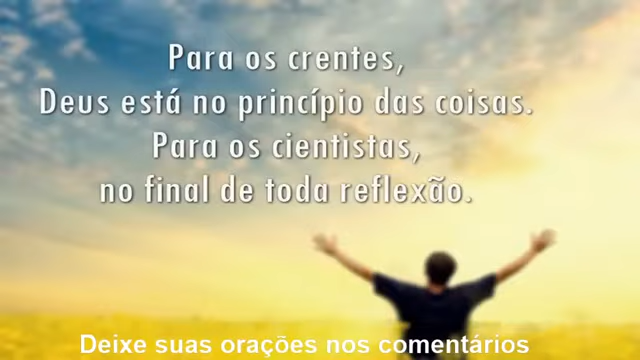 Para os crentes,
Deus está no princípio das coisas.
Para os cientistas,
no final de toda reflexão.
Deixe suas orações nos comentários